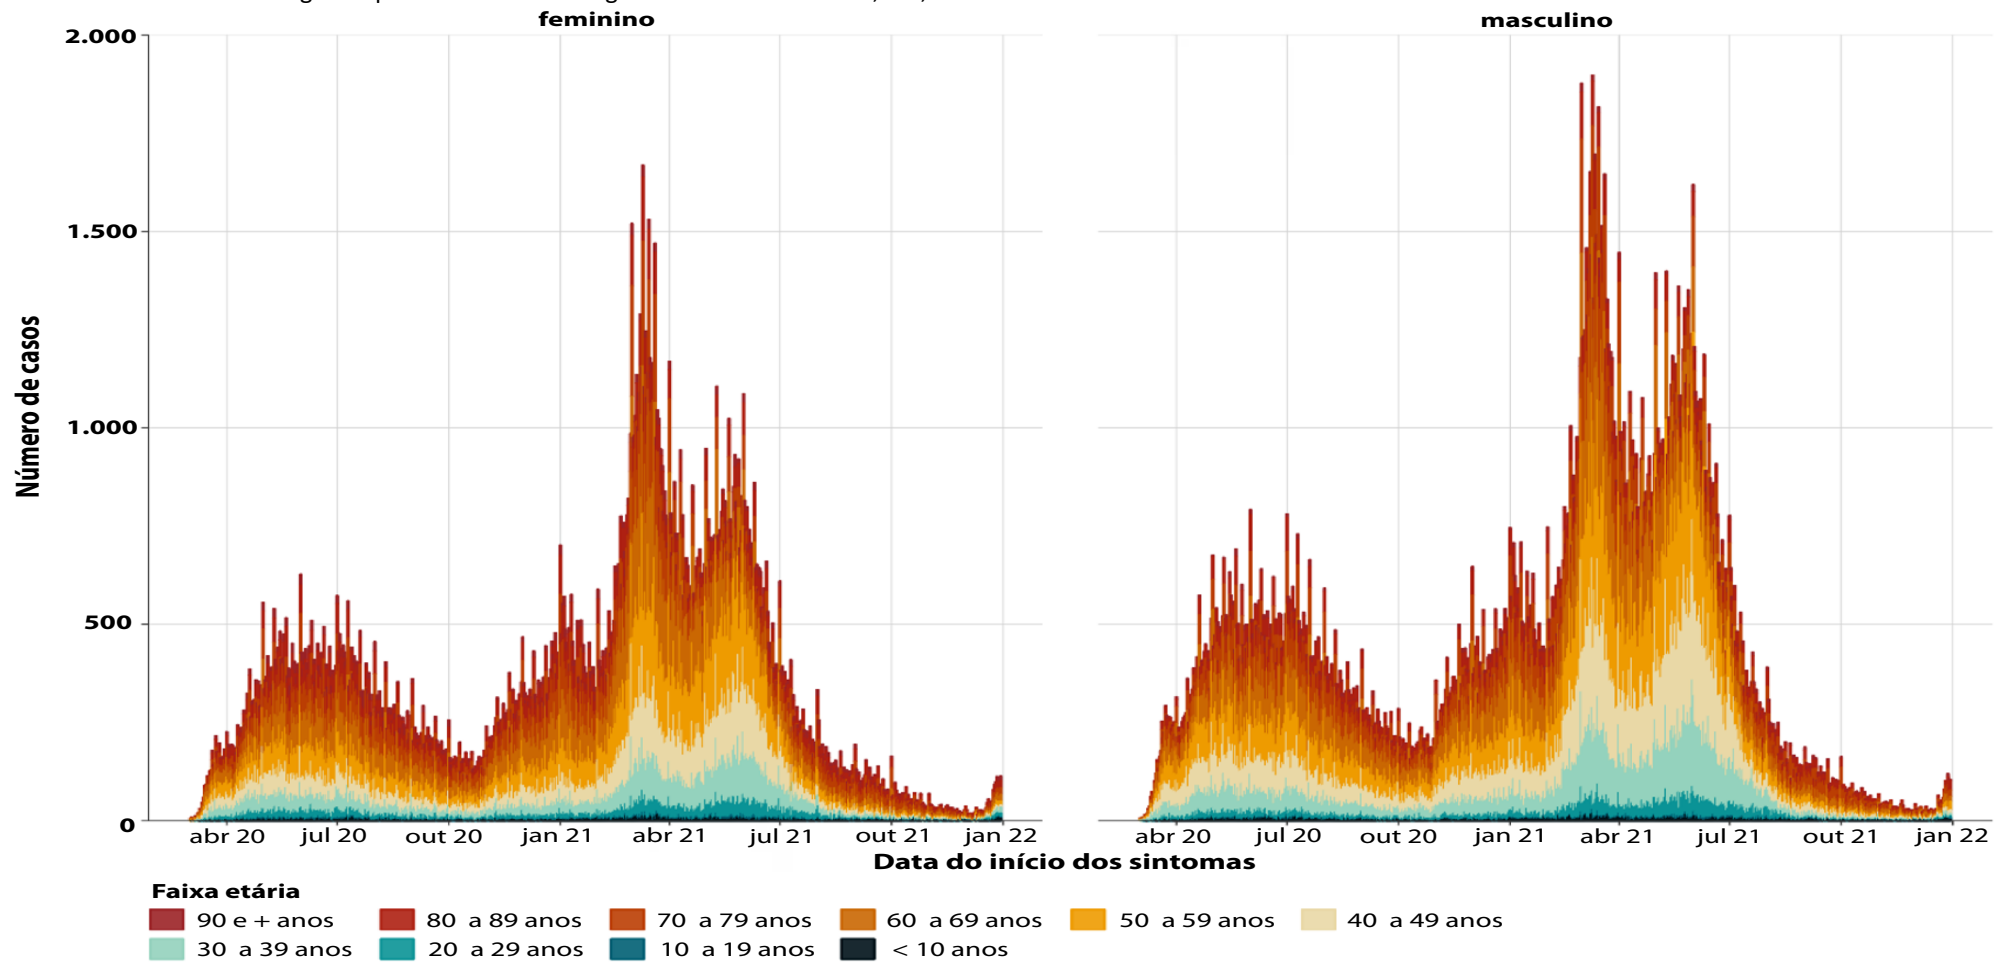 feminino
masculino
2.000
1.500
1.000
500
0
Número de casos
abr 20 jul 20 out 20 jan 21 abr 21 jul 21 out 21 jan 22
abr 20 jul 20 out 20 jan 21 abr 21 jul 21 out 21 jan 22
Data do início dos sintomas
Faixa etária
90 e + anos 80 a 89 anos 70 a 79 anos 60 a 69 anos 50 a 59 anos 40 a 49 anos
30 a 39 anos 20 a 29 anos 10 a 19 anos < 10 anos